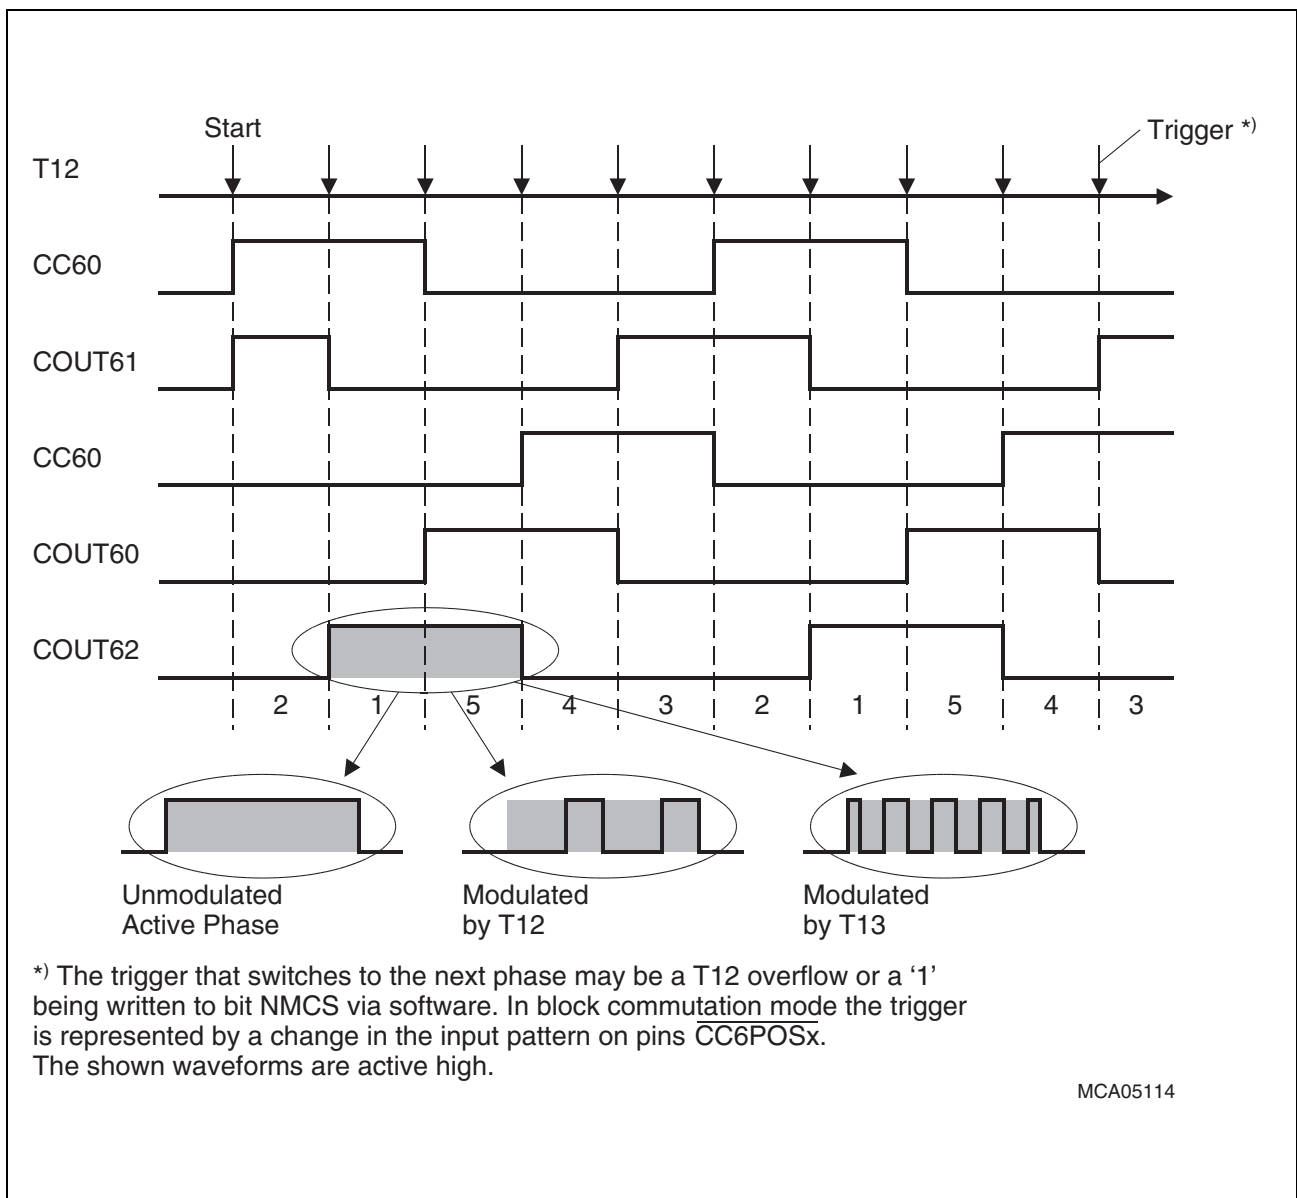 Start
Trigger *)
T12
CC60
COUT61
CC60
COUT60
COUT62
2 1 5 4 3 2 1 5 4 3
Unmodulated
Active Phase
Modulated
by T12
Modulated
by T13
*) The trigger that switches to the next phase may be a T12 overflow or a ‘1’
being written to bit NMCS via software. In block commutation mode the trigger
is represented by a change in the input pattern on pins CC6POSx.
The shown waveforms are active high.
MCA05114